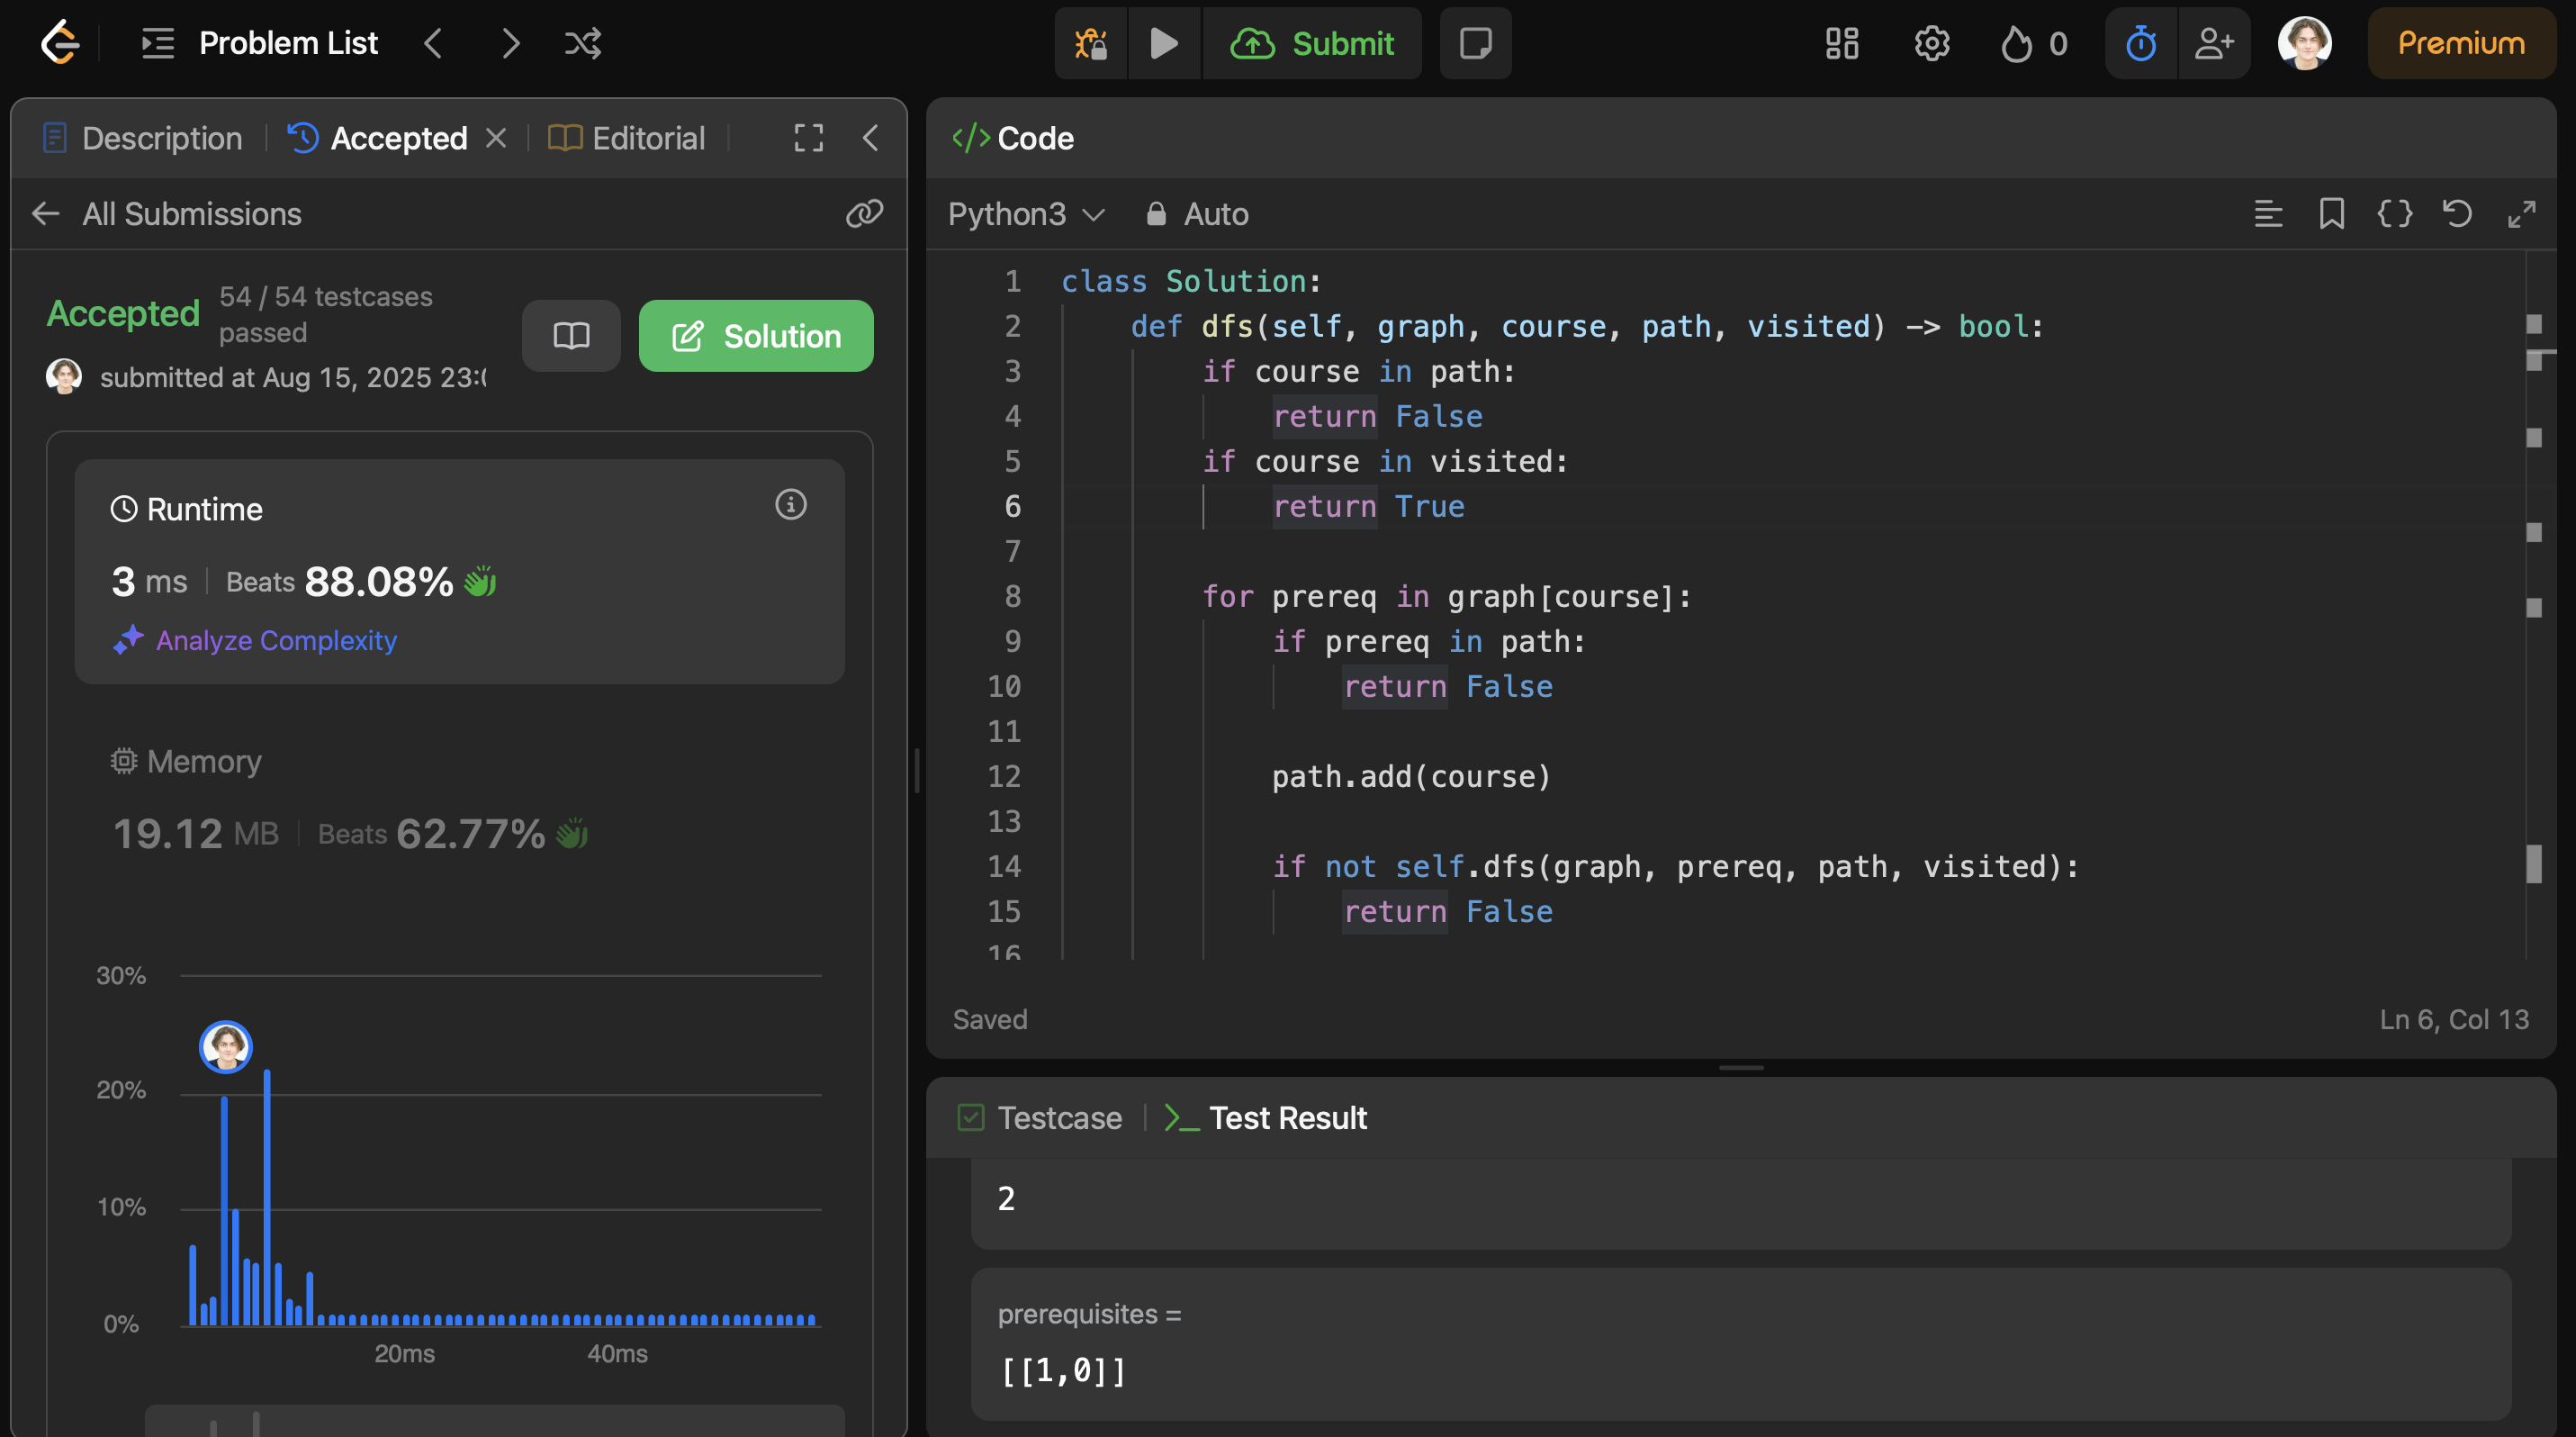 Problem List
Submit
0
Premium
Description
Accepted
Editorial
All Submissions
Accepted
54 / 54 testcases
passed
submitted at Aug 15, 2025 23:
Solution
Runtime
3 ms
Beats 88.08%
Analyze Complexity
Memory
19.12 MB
Beats 62.77%
30%
20%
10%
0%
20ms
40ms
Code
Python3
Auto
1 class Solution:
2 def dfs(self, graph, course, path, visited) -> bool:
3 if course in path:
4 return False
5 if course in visited:
6 return True
7
8 for prereq in graph[course]:
9 if prereq in path:
10 return False
11
12 path.add(course)
13
14 if not self.dfs(graph, prereq, path, visited):
15 return False
16
Saved
Ln 6, Col 13
Testcase
Test Result
2
prerequisites =
[[1,0]]